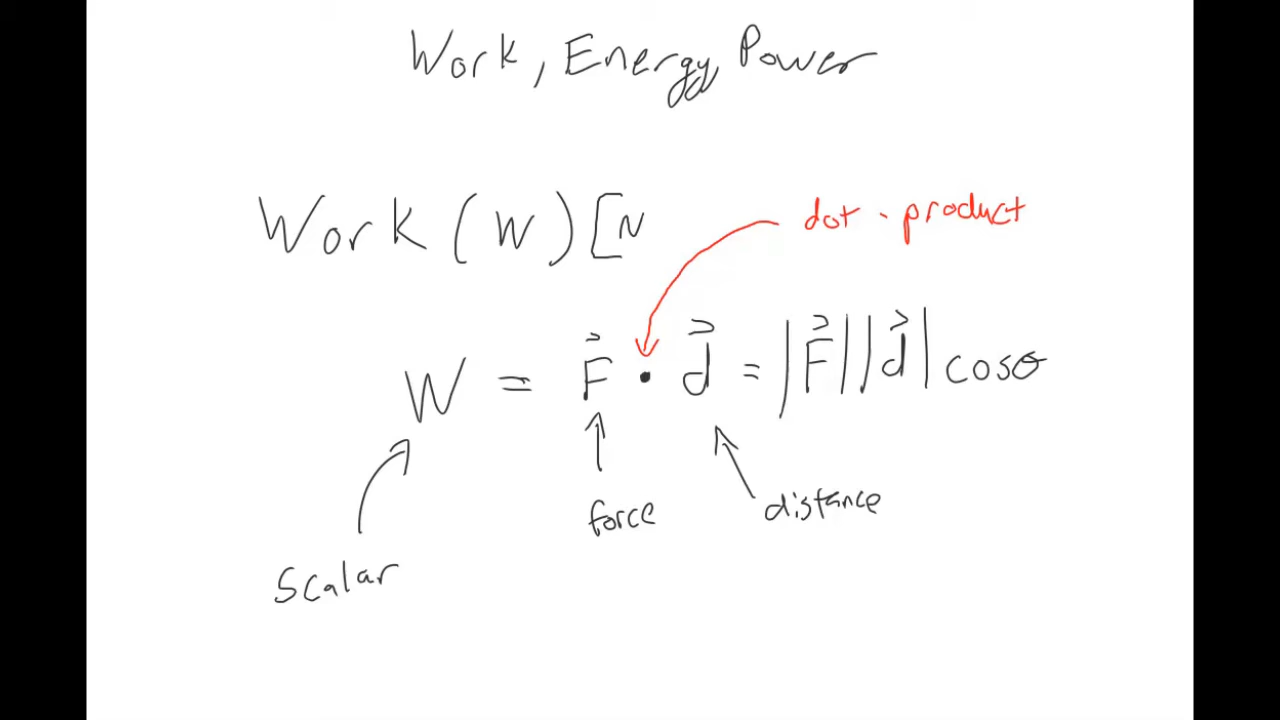 Work, Energy, Power
Work (W) [N
dot-product
W = F⃗ • d⃗ = |F⃗||d⃗| cosθ
force
distance
Scalar